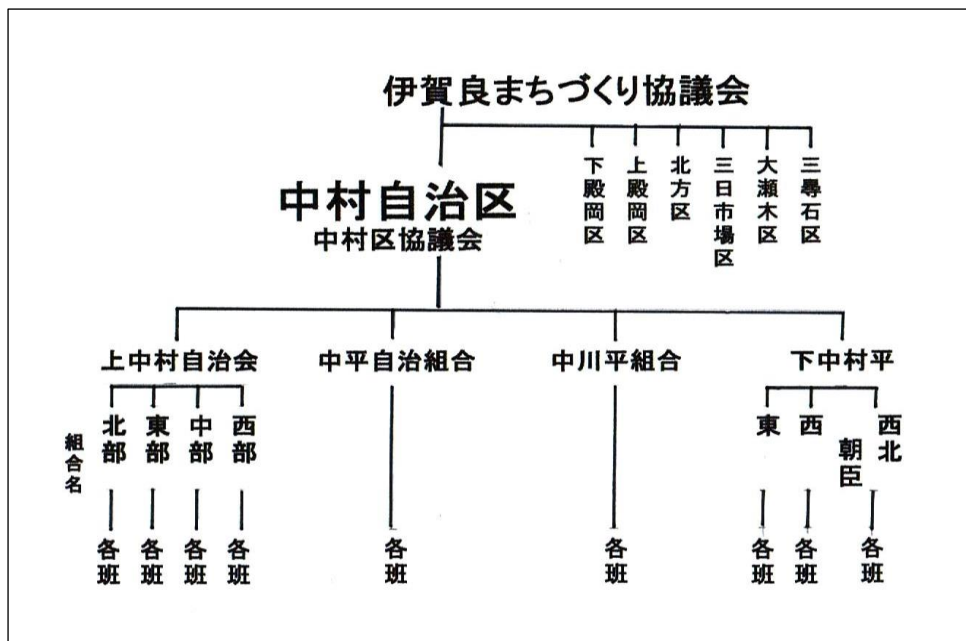 伊賀良まちづくり協議会
中村自治区
中村区協議会
下殿岡区
上殿岡区
北方区
三日市場区
大瀬木区
三尋石区
上中村自治会
中平自治組合
中川平組合
下中村平
組合名
北部
東部
中部
西部
東
西
朝臣
西北
各班
各班
各班
各班
各班
各班
各班
各班
各班